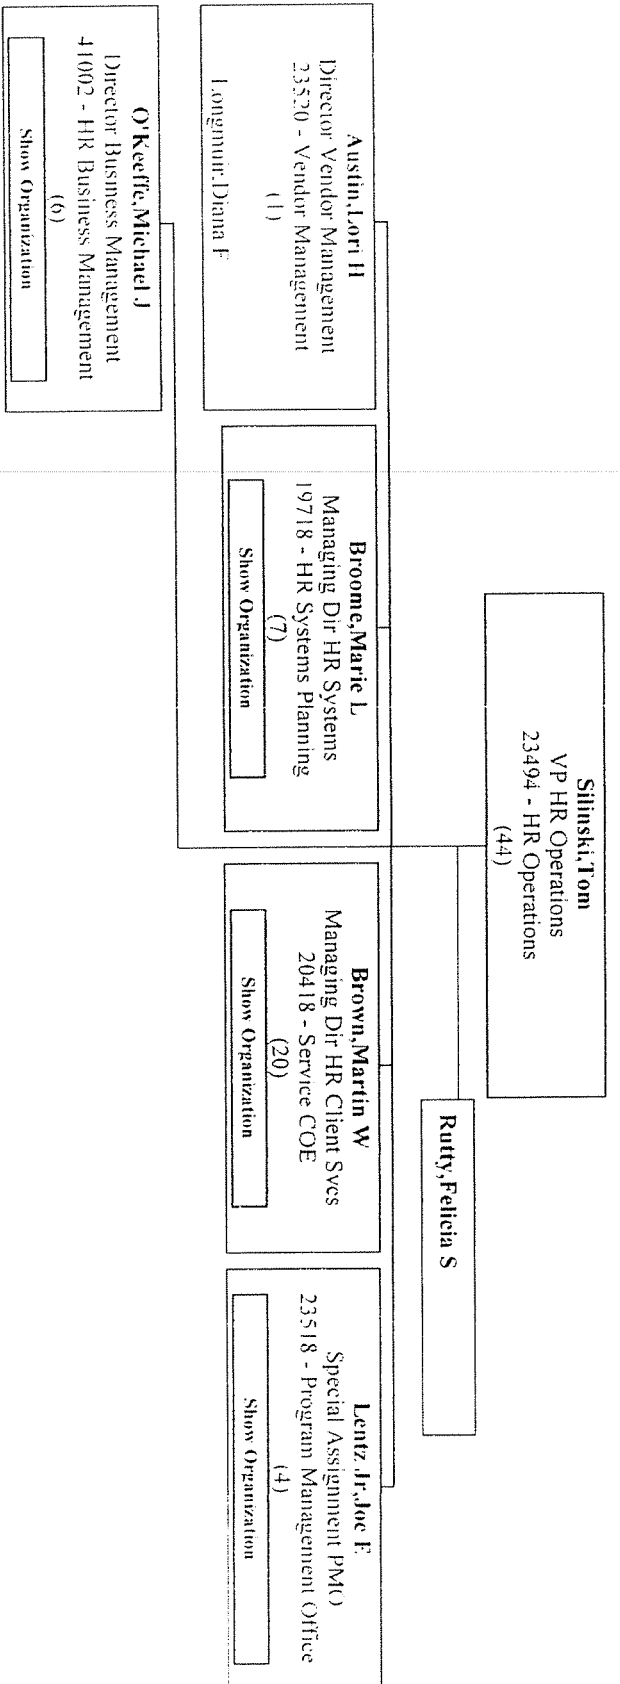 Silinski,Tom
VP HR Operations
23494 - HR Operations
(44)
Rutty,Felicia S
Austin,Lori H
Director Vendor Management
23520 - Vendor Management
(1)
Longmuir,Diana F
Broome,Marie L
Managing Dir HR Systems
19718 - HR Systems Planning
(7)
Show Organization
Brown,Martin W
Managing Dir HR Client Svcs
20418 - Service COE
(20)
Show Organization
Lentz Jr,Joe E
Special Assignment PMO
23518 - Program Management Office
(4)
Show Organization
O'Keeffe,Michael J
Director Business Management
41002 - HR Business Management
(6)
Show Organization